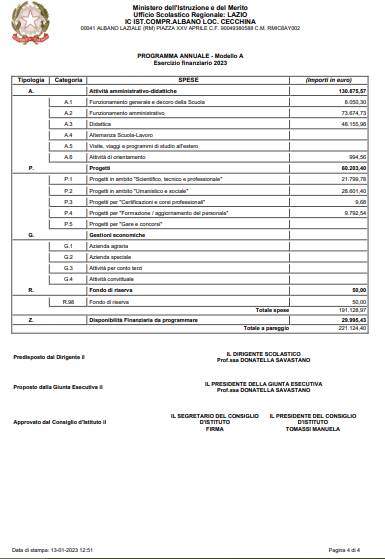 Ministero dell'Istruzione e del Merito
Ufficio Scolastico Regionale: LAZIO
IC IST.COMPR.ALBANO LOC. CECCHINA
00041 ALBANO LAZIALE (RM) PIAZZA XXV APRILE C.F. 90049380588 C.M. RMIC8AY002
PROGRAMMA ANNUALE - Modello A
Esercizio finanziario 2023
Tipologia Categoria SPESE (Importi in euro)
A. Attività amministrativo-didattiche 130.875,57
A.1 Funzionamento generale e decoro della Scuola 8.050,30
A.2 Funzionamento amministrativo 73.674,73
A.3 Didattica 48.155,98
A.4 Alternanza Scuola-Lavoro
A.5 Visite, viaggi e programmi di studio all'estero
A.6 Attività di orientamento 994,56
P. Progetti 60.203,40
P.1 Progetti in ambito "Scientifico, tecnico e professionale" 21.799,78
P.2 Progetti in ambito "Umanistico e sociale" 28.601,40
P.3 Progetti per "Certificazioni e corsi professionali" 9,68
P.4 Progetti per "Formazione / aggiornamento del personale" 9.792,54
P.5 Progetti per "Gare e concorsi"
G. Gestioni economiche
G.1 Azienda agraria
G.2 Azienda speciale
G.3 Attività per conto terzi
G.4 Attività convittuale
R. Fondo di riserva 50,00
R.98 Fondo di riserva 50,00
Totale spese 191.128,97
Z. Disponibilità Finanziaria da programmare 29.995,43
Totale a pareggio 221.124,40
Predisposto dal Dirigente il
IL DIRIGENTE SCOLASTICO
Prof.ssa DONATELLA SAVASTANO
Proposto dalla Giunta Esecutiva il
IL PRESIDENTE DELLA GIUNTA ESECUTIVA
Prof.ssa DONATELLA SAVASTANO
Approvato dal Consiglio d'Istituto il
IL SEGRETARIO DEL CONSIGLIO IL PRESIDENTE DEL CONSIGLIO
D'ISTITUTO D'ISTITUTO
FIRMA TOMASSI MANUELA
Data di stampa: 13-01-2023 12:51 Pagina 4 di 4